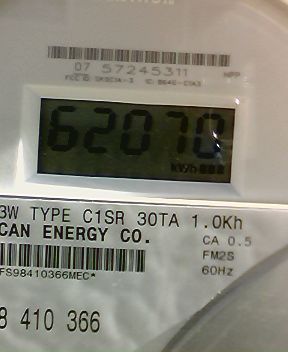 07 57245311
62070
kWh
3W TYPE C1SR 30TA 1.0Kh
CAN ENERGY CO.
CA 0.5
FM2S
60Hz
FS98410366MEC*
8 410 366